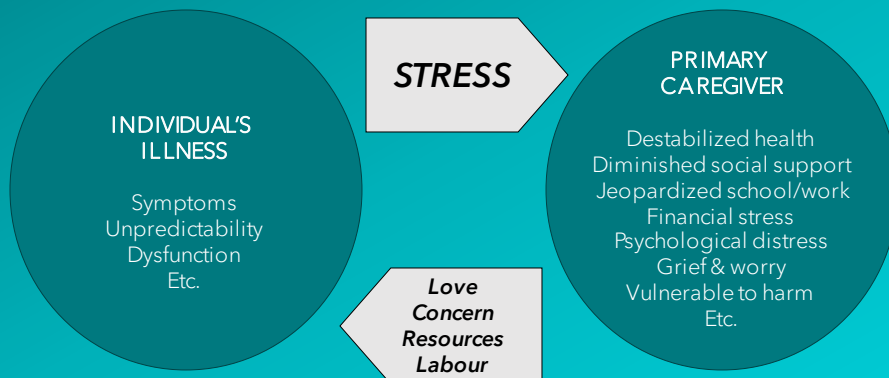 INDIVIDUAL'S
ILLNESS
Symptoms
Unpredictability
Dysfunction
Etc.
STRESS
PRIMARY
CAREGIVER
Destabilized health
Diminished social support
Jeopardized school/work
Financial stress
Psychological distress
Grief & worry
Vulnerable to harm
Etc.
Love
Concern
Resources
Labour